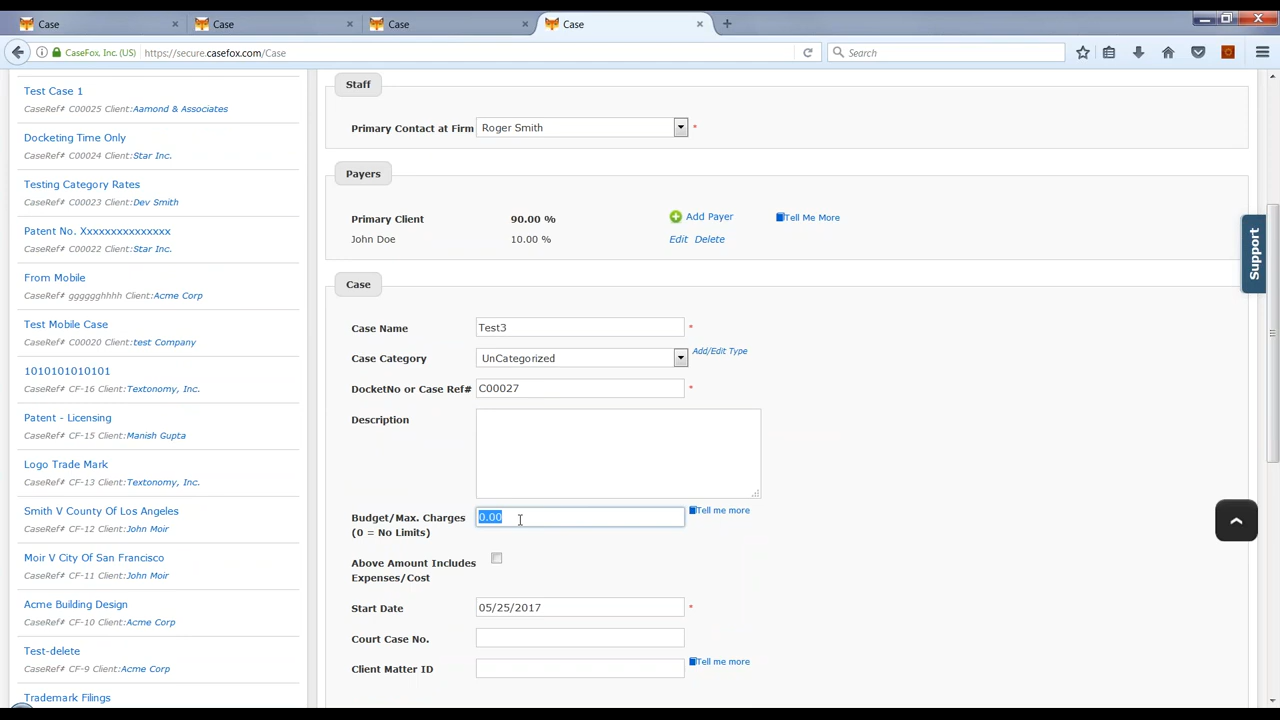 Case
Case
Case
Case
CaseFox, Inc. (US)
https://secure.casefox.com/Case
Search
Test Case 1
CaseRef# C00025 Client:Aamond & Associates
Docketing Time Only
CaseRef# C00024 Client:Star Inc.
Testing Category Rates
CaseRef# C00023 Client:Dev Smith
Patent No. Xxxxxxxxxxxxxx
CaseRef# C00022 Client:Star Inc.
From Mobile
CaseRef# gggggghhhh Client:Acme Corp
Test Mobile Case
CaseRef# C00020 Client:test Company
1010101010101
CaseRef# CF-16 Client:Textonomy, Inc.
Patent - Licensing
CaseRef# CF-15 Client:Manish Gupta
Logo Trade Mark
CaseRef# CF-13 Client:Textonomy, Inc.
Smith V County Of Los Angeles
CaseRef# CF-12 Client:John Moir
Moir V City Of San Francisco
CaseRef# CF-11 Client:John Moir
Acme Building Design
CaseRef# CF-10 Client:Acme Corp
Test-delete
CaseRef# CF-9 Client:Acme Corp
Trademark Filings
Staff
Primary Contact at Firm Roger Smith *
Payers
Primary Client 90.00 % Add Payer Tell Me More
John Doe 10.00 % Edit Delete
Case
Case Name Test3 *
Case Category UnCategorized Add/Edit Type
DocketNo or Case Ref# C00027 *
Description
Budget/Max. Charges 0.00 Tell me more
(0 = No Limits)
Above Amount Includes
Expenses/Cost
Start Date 05/25/2017 *
Court Case No.
Client Matter ID Tell me more
Support